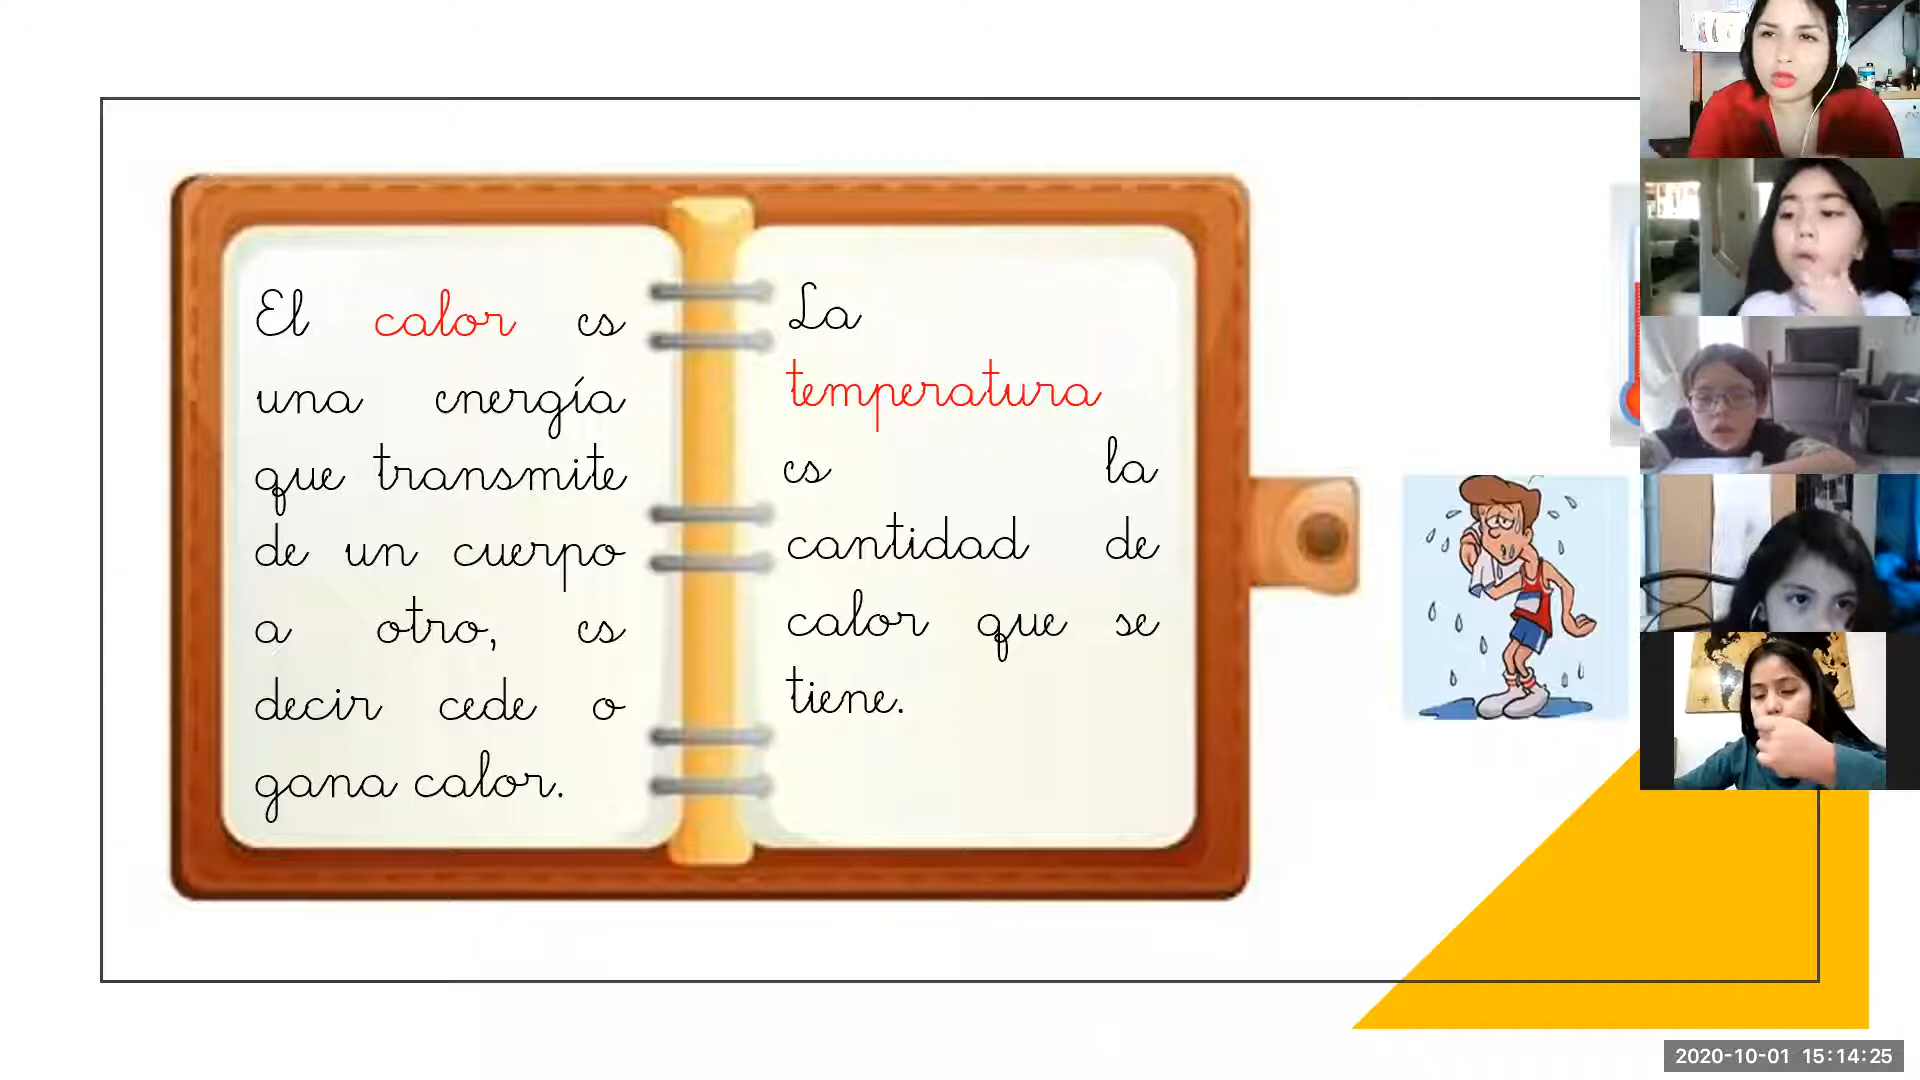 El calor es
una energía
que transmite
de un cuerpo
a otro, es
decir cede o
gana calor.
La
temperatura
es la
cantidad de
calor que se
tiene.
2020-10-01 15:14:25